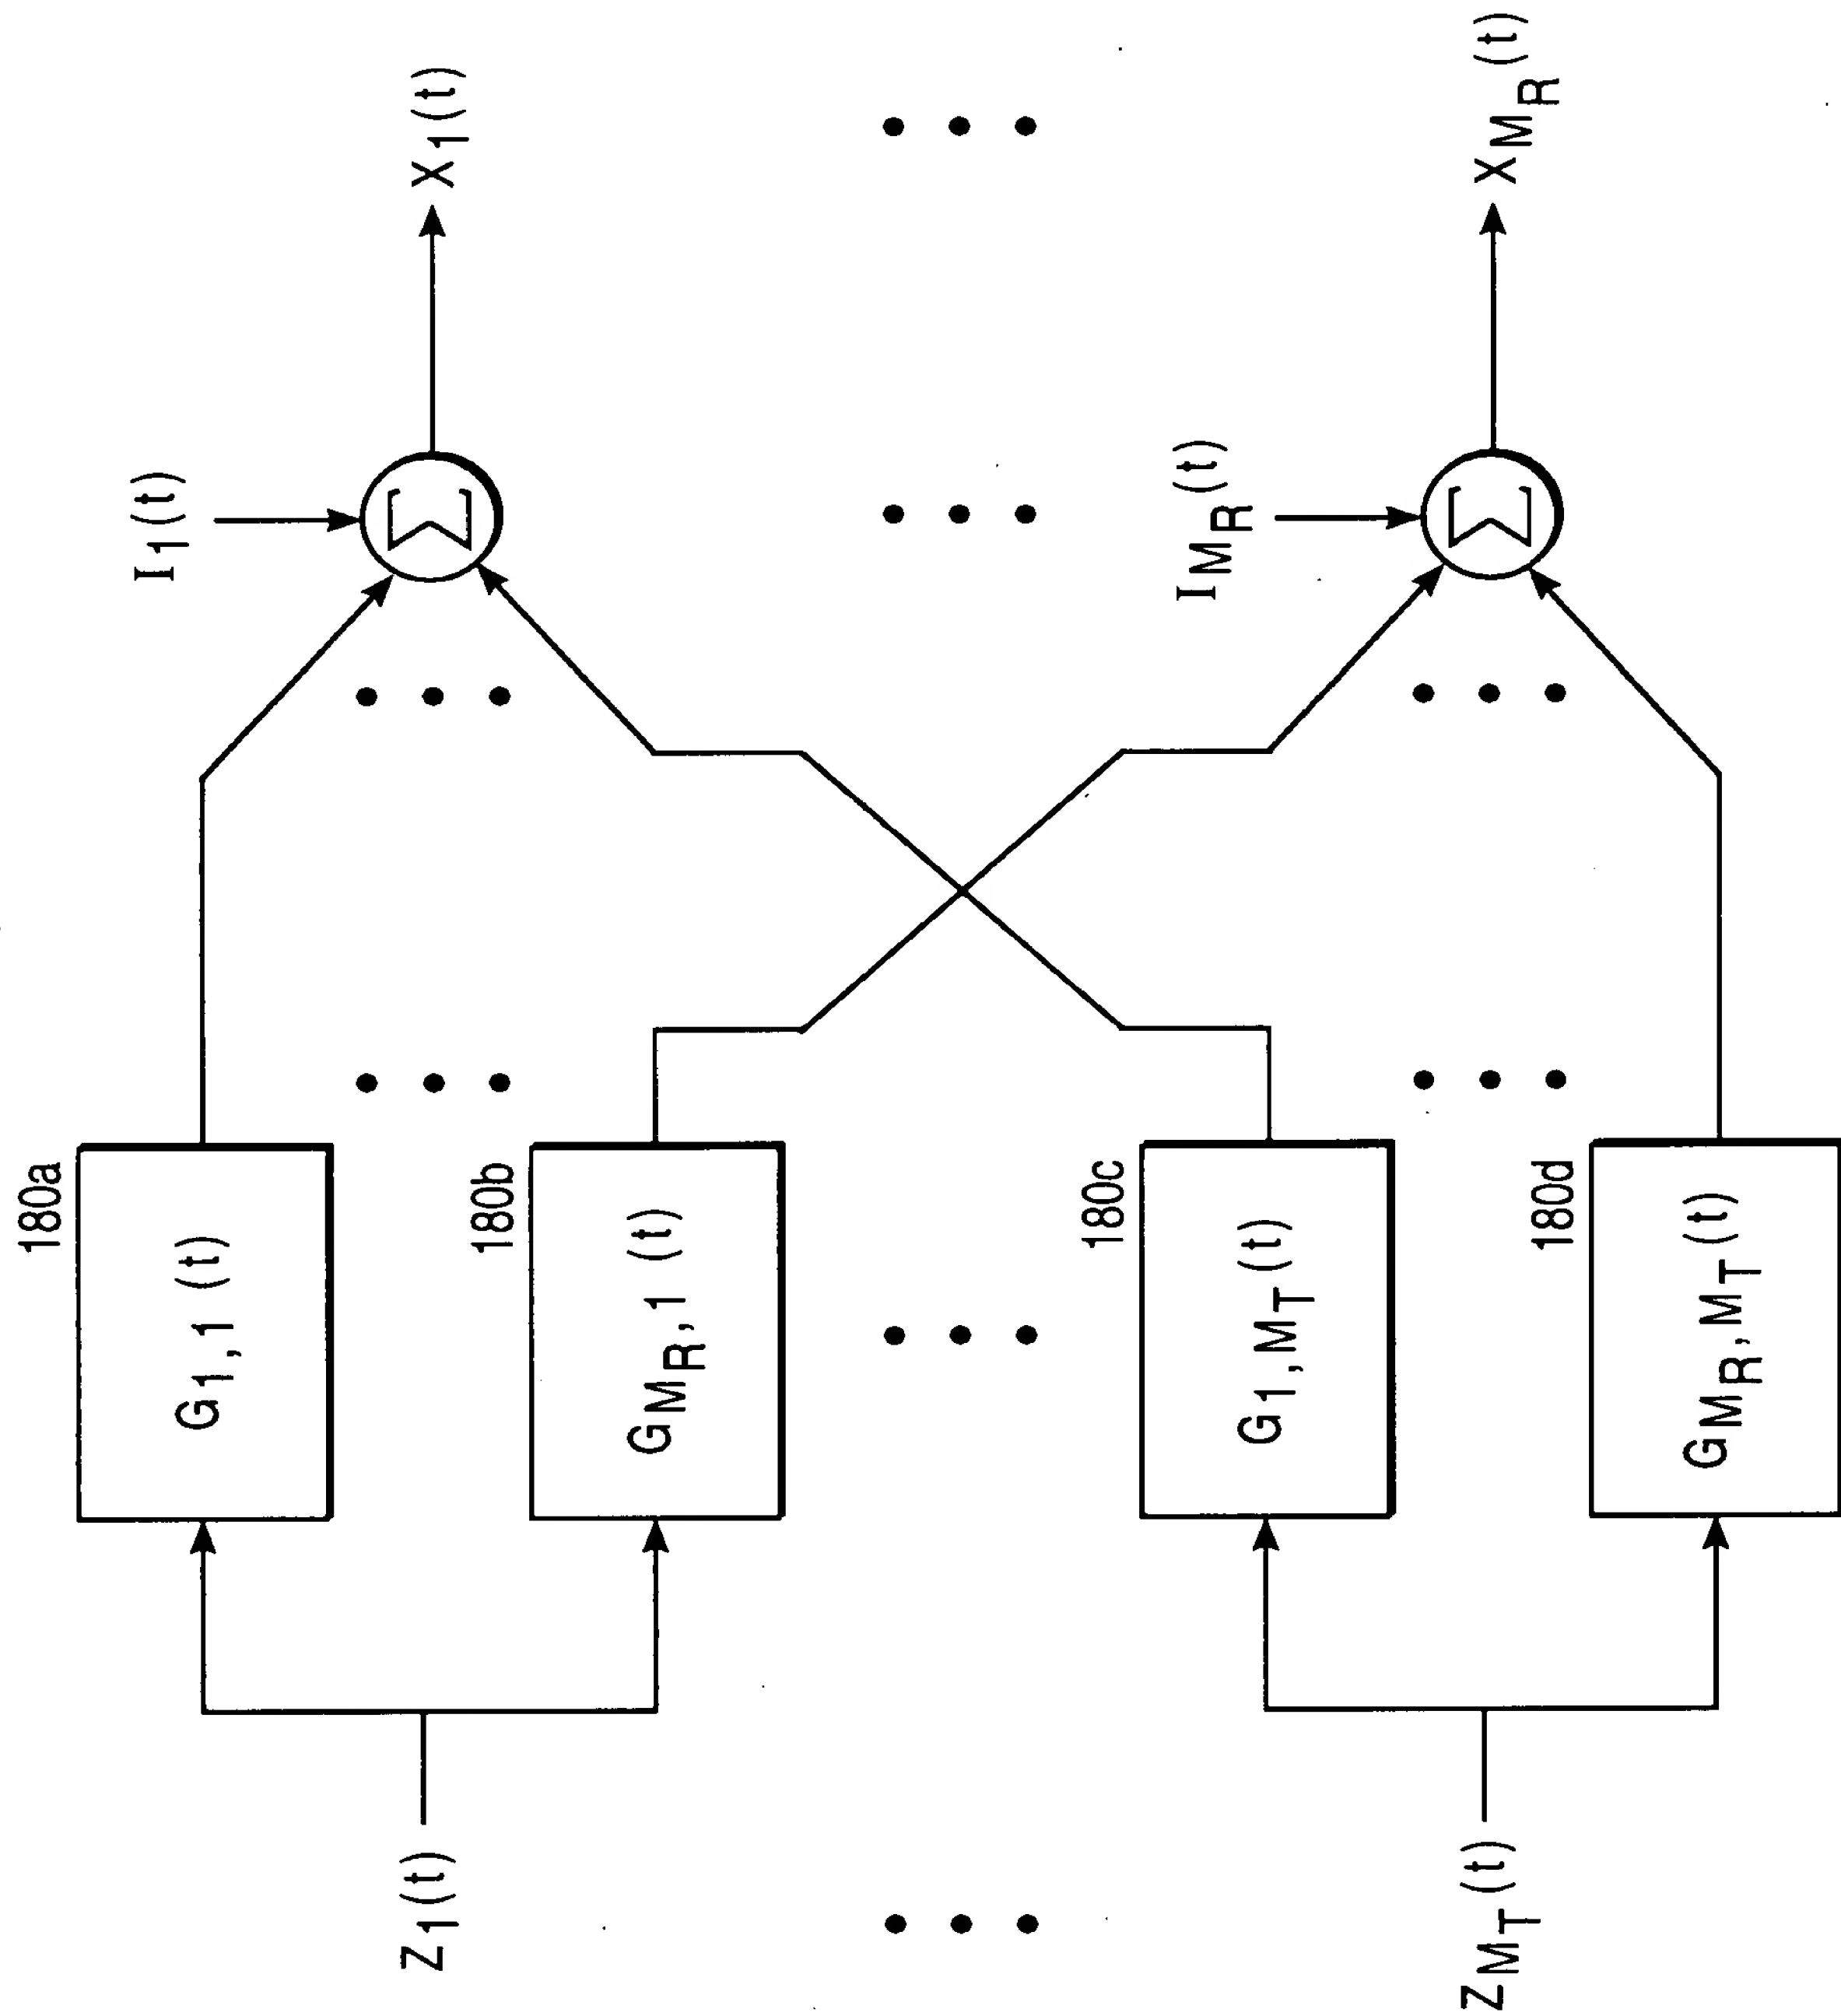 Z1(t)
ZMT(t)
180a
G1,1 (t)
180b
GMR,1 (t)
180c
G1,MT(t)
180d
GMR,MT(t)
I1(t)
Σ
IMR(t)
Σ
X1(t)
XMR(t)